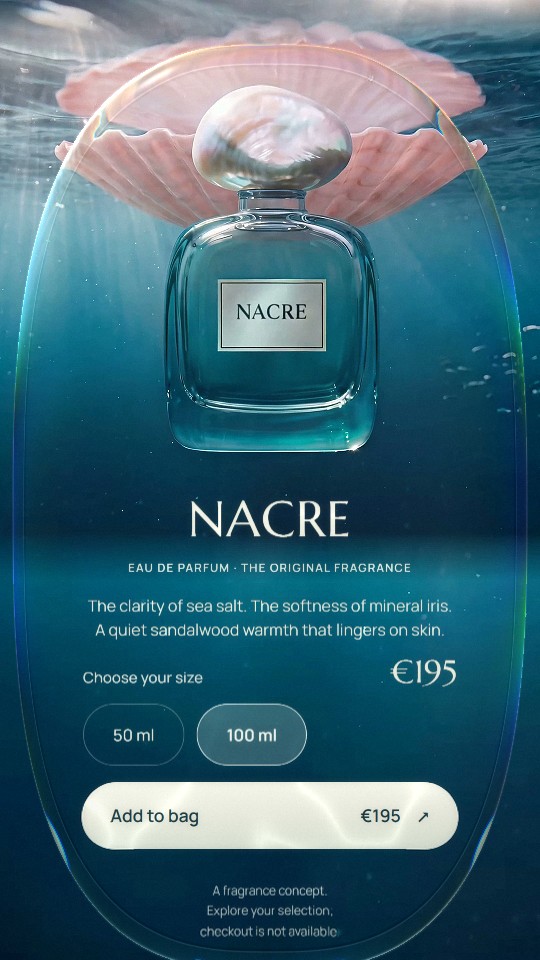 NACRE
NACRE
EAU DE PARFUM · THE ORIGINAL FRAGRANCE
The clarity of sea salt. The softness of mineral iris.
A quiet sandalwood warmth that lingers on skin.
Choose your size
€195
50 ml
100 ml
Add to bag €195 ↗
A fragrance concept.
Explore your selection,
checkout is not available